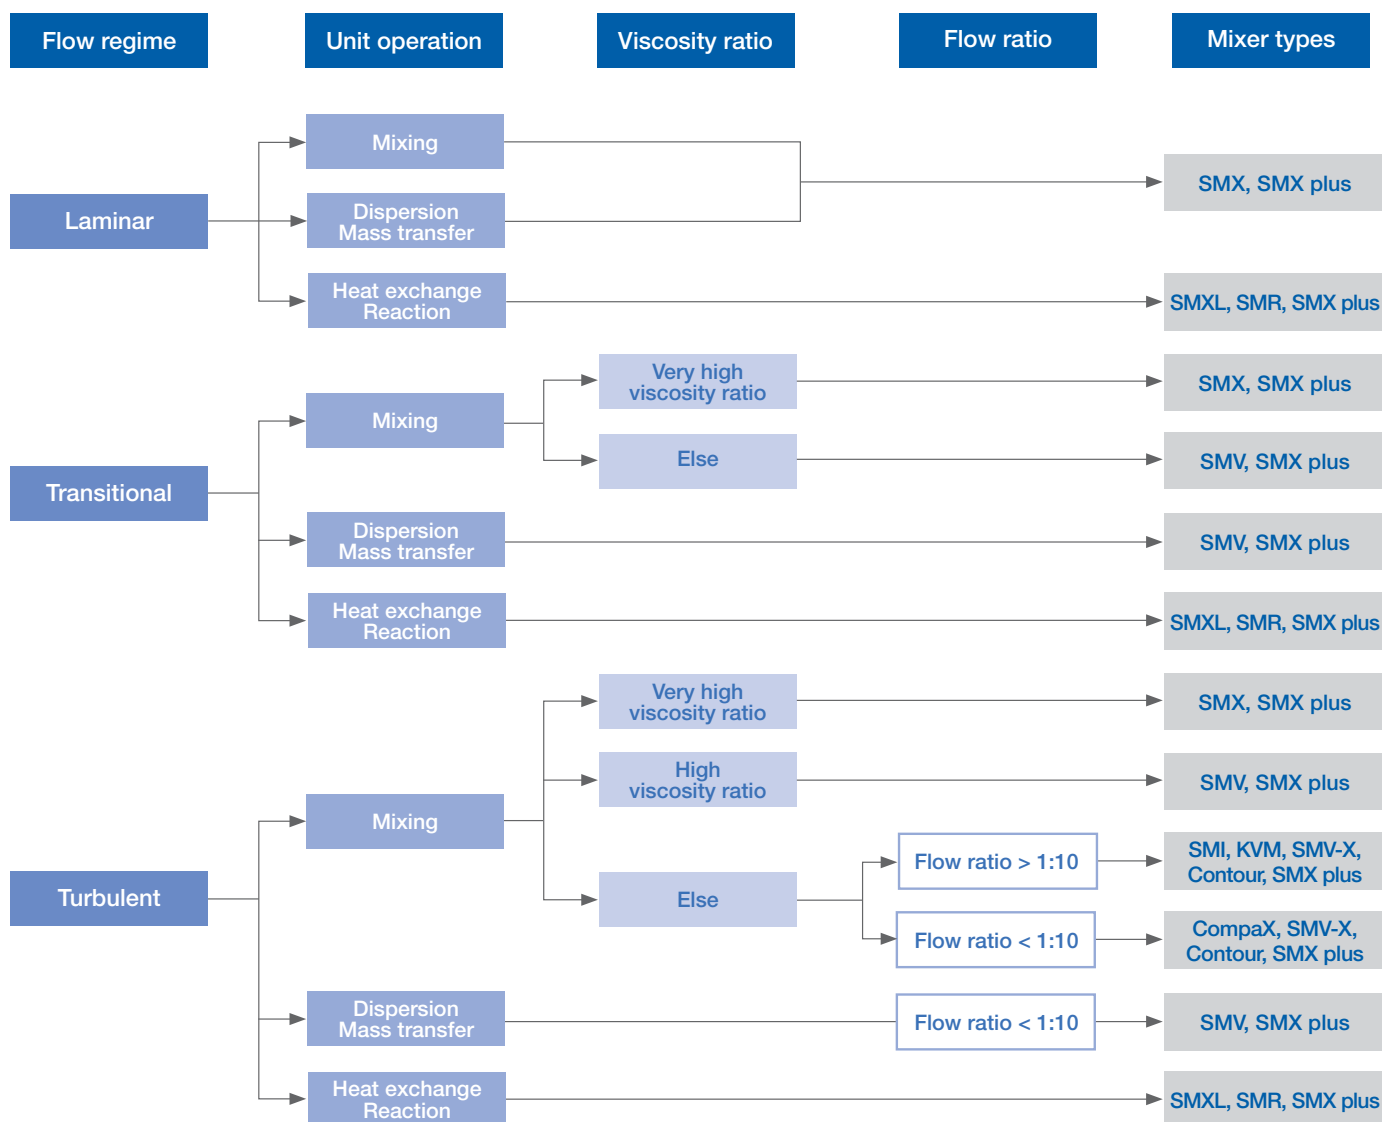 Flow regime
Unit operation
Viscosity ratio
Flow ratio
Mixer types
Laminar
Mixing
SMX, SMX plus
Dispersion
Mass transfer
Heat exchange
Reaction
SMXL, SMR, SMX plus
Transitional
Mixing
Very high
viscosity ratio
SMX, SMX plus
Else
SMV, SMX plus
Dispersion
Mass transfer
SMV, SMX plus
Heat exchange
Reaction
SMXL, SMR, SMX plus
Turbulent
Mixing
Very high
viscosity ratio
SMX, SMX plus
High
viscosity ratio
SMV, SMX plus
Else
Flow ratio > 1:10
SMI, KVM, SMV-X,
Contour, SMX plus
Flow ratio < 1:10
CompaX, SMV-X,
Contour, SMX plus
Dispersion
Mass transfer
Flow ratio < 1:10
SMV, SMX plus
Heat exchange
Reaction
SMXL, SMR, SMX plus